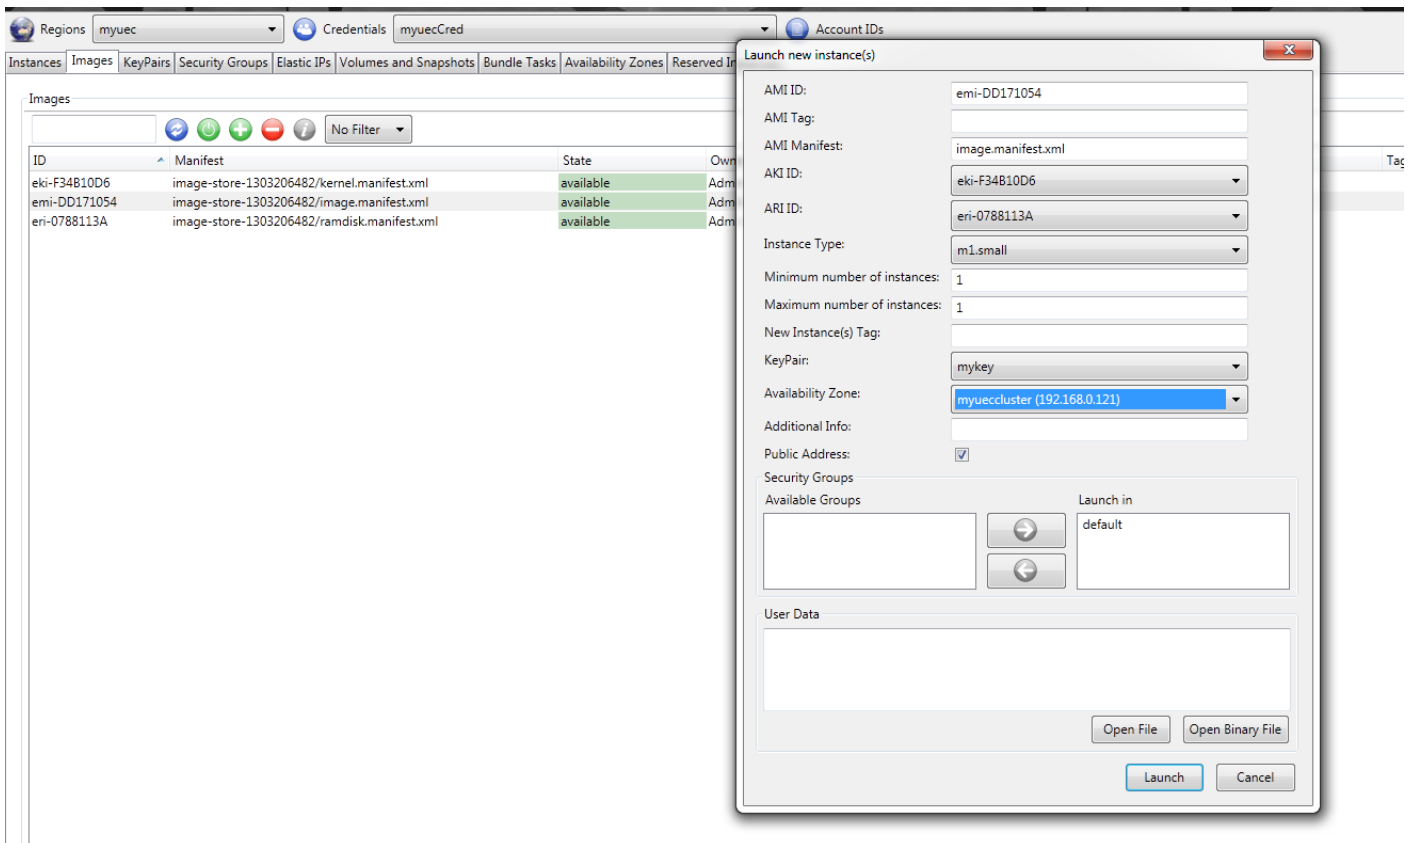 Regions myuec Credentials myuecCred Account IDs
Instances Images KeyPairs Security Groups Elastic IPs Volumes and Snapshots Bundle Tasks Availability Zones Reserved
Images
No Filter
ID Manifest State
eki-F34B10D6 image-store-1303206482/kernel.manifest.xml available
emi-DD171054 image-store-1303206482/image.manifest.xml available
eri-0788113A image-store-1303206482/ramdisk.manifest.xml available
Launch new instance(s)
AMI ID: emi-DD171054
AMI Tag:
AMI Manifest: image.manifest.xml
AKI ID: eki-F34B10D6
ARI ID: eri-0788113A
Instance Type: m1.small
Minimum number of instances: 1
Maximum number of instances: 1
New Instance(s) Tag:
KeyPair: mykey
Availability Zone: myueccluster (192.168.0.121)
Additional Info:
Public Address:
Security Groups
Available Groups Launch in
default
User Data
Open File Open Binary File
Launch Cancel